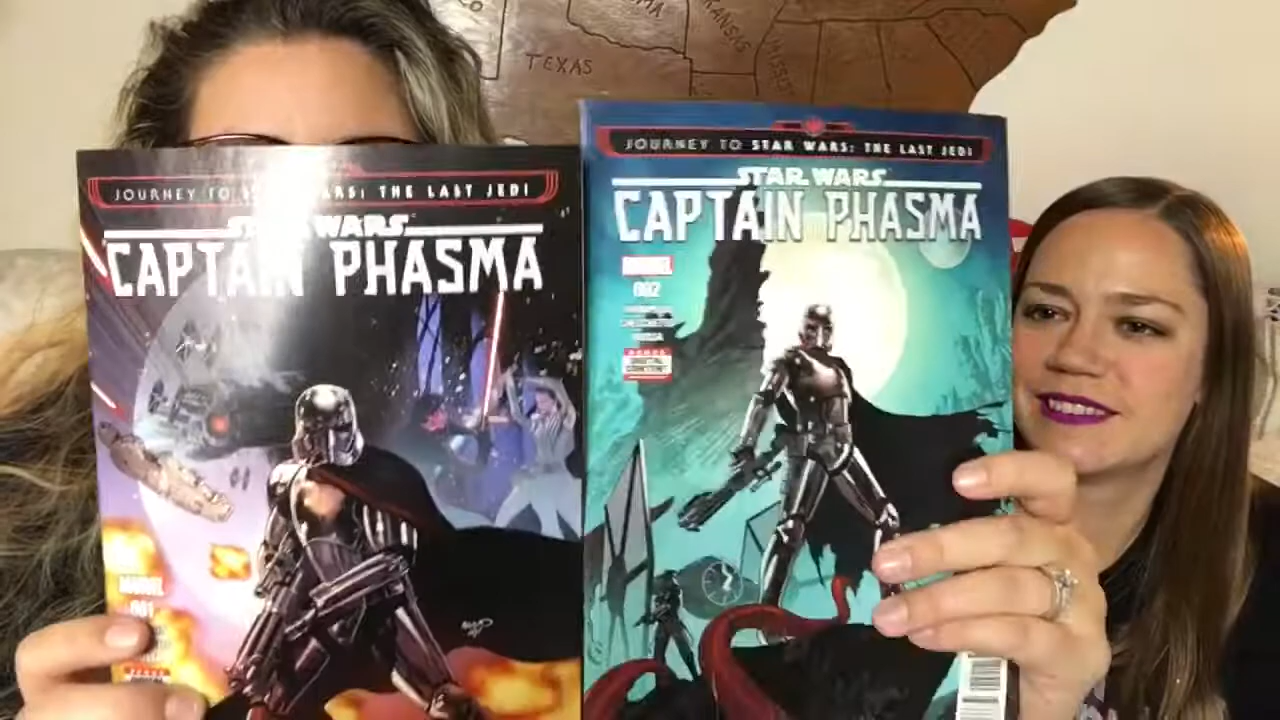 TEXAS
ARKANSAS
JOURNEY TO STAR WARS: THE LAST JEDI
STAR WARS
CAPTAIN PHASMA
MARVEL
001
JOURNEY TO STAR WARS: THE LAST JEDI
STAR WARS
CAPTAIN PHASMA
MARVEL
002